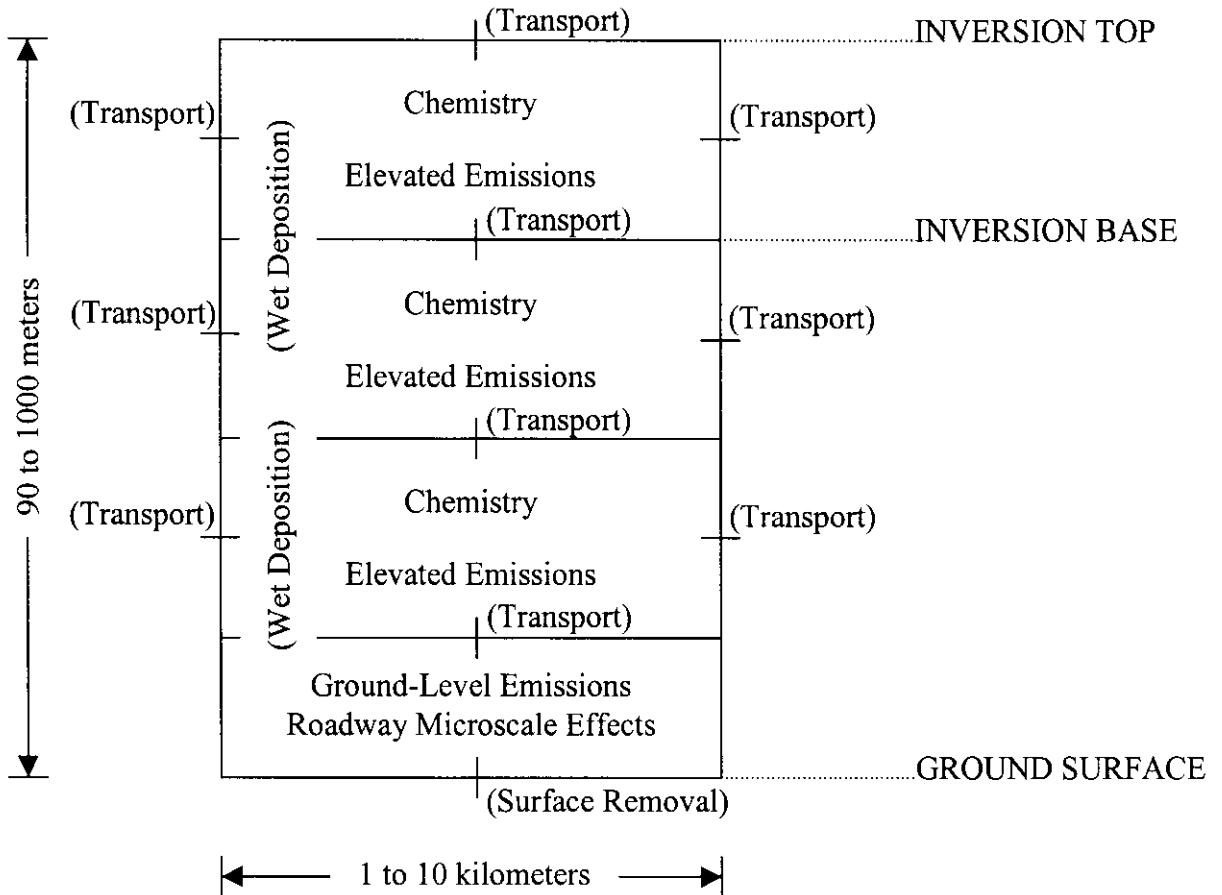 (Transport)
INVERSION TOP
Chemistry
(Transport)
(Transport)
Elevated Emissions
(Wet Deposition)
(Transport)
INVERSION BASE
Chemistry
(Transport)
(Transport)
90 to 1000 meters
Elevated Emissions
(Transport)
Chemistry
(Transport)
(Transport)
(Wet Deposition)
Elevated Emissions
(Transport)
Ground-Level Emissions
Roadway Microscale Effects
GROUND SURFACE
(Surface Removal)
1 to 10 kilometers